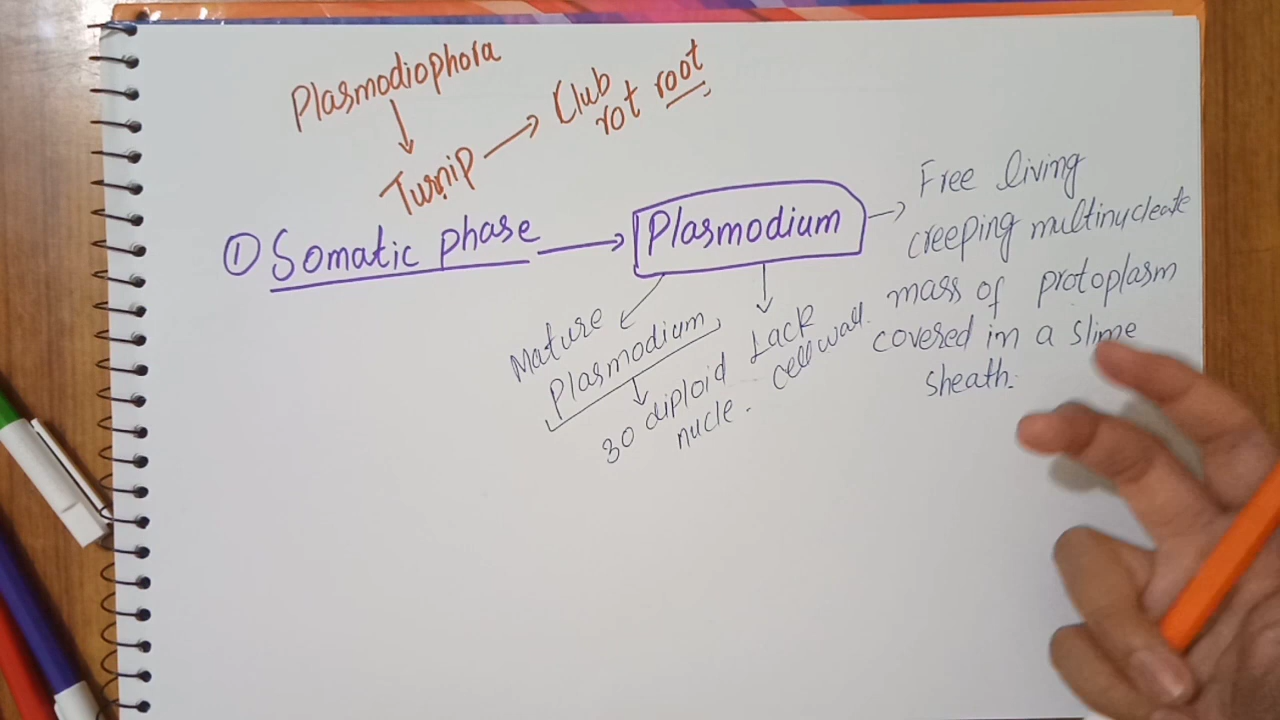 Plasmodiophora
Turnip
Club
rot root
① Somatic phase
Plasmodium
Free living
creeping multinucleate
mass of protoplasm
covered in a slime
sheath.
Mature
Plasmodium
30 diploid
nucle.
Lack
cell wall.